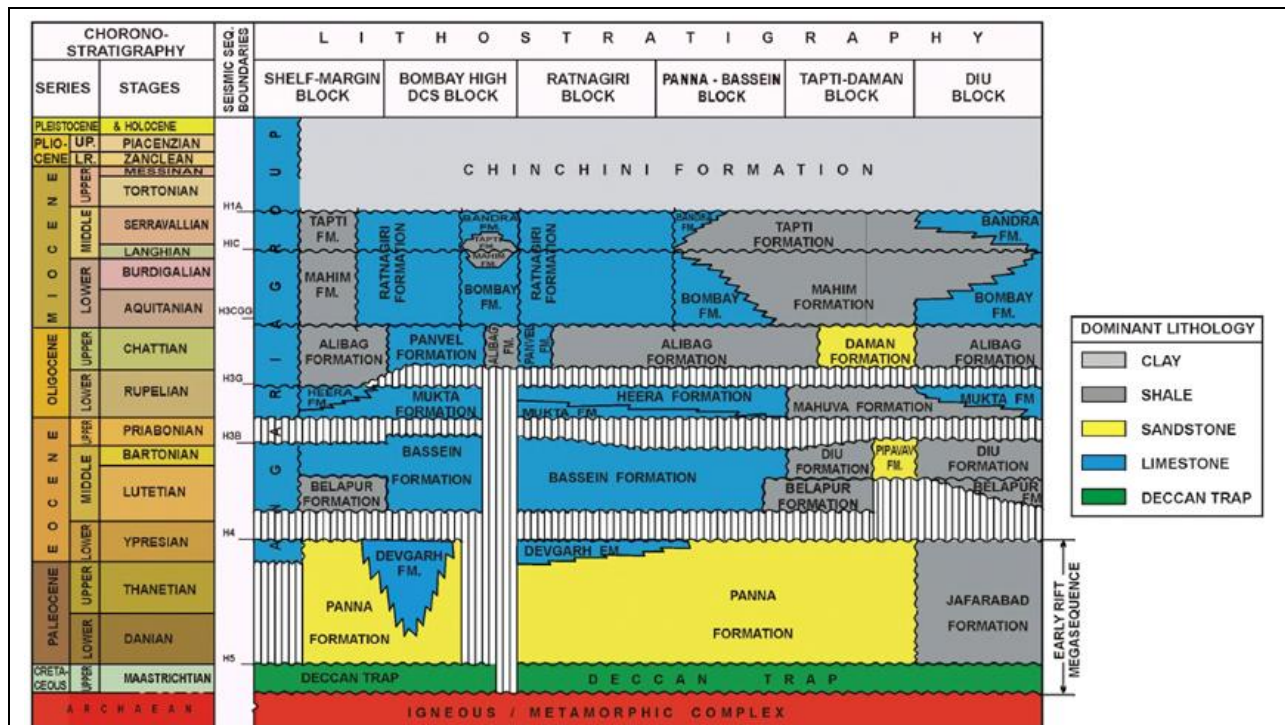 CHORONO-
STRATIGRAPHY
SERIES
STAGES
SEISMIC SEQ.
BOUNDARIES
L I T H O S T R A T I G R A P H Y
SHELF-MARGIN
BLOCK
BOMBAY HIGH
DCS BLOCK
RATNAGIRI
BLOCK
PANNA - BASSEIN
BLOCK
TAPTI-DAMAN
BLOCK
DIU
BLOCK
PLEISTOCENE & HOLOCENE
PLIO-
CENE
UP.
LR.
PIACENZIAN
ZANCLEAN
MIOCENE
UPPER
MIDDLE
LOWER
MESSINAN
TORTONIAN
SERRAVALLIAN
LANGHIAN
BURDIGALIAN
AQUITANIAN
OLIGOCENE
UPPER
LOWER
CHATTIAN
RUPELIAN
EOCENE
UPPER
MIDDLE
LOWER
PRIABONIAN
BARTONIAN
LUTETIAN
YPRESIAN
PALEOCENE
UPPER
LOWER
THANETIAN
DANIAN
CRETA-
CEOUS
UPPER
MAASTRICHTIAN
ARCHAEAN
H1A
H1C
H3CGG
H3G
H3B
H4
H5
ANGARIA GROUP
CHINCHINI FORMATION
TAPTI
FM.
RATNAGIRI
FORMATION
BANDRA
FM.
TAPTI
FM.
MAHIM
FM.
BOMBAY
FM.
MAHIM
FM.
RATNAGIRI
FORMATION
BANDRA
FM.
TAPTI
FORMATION
BANDRA
FM.
BOMBAY
FM.
MAHIM
FORMATION
BOMBAY
FM.
ALIBAG
FORMATION
PANVEL
FORMATION
ALIBAG
FM.
PANVEL
FM.
ALIBAG
FORMATION
DAMAN
FORMATION
ALIBAG
FORMATION
HEERA
FM
MUKTA
FORMATION
HEERA FORMATION
MUKTA FM
MAHUVA FORMATION
MUKTA FM
BASSEIN
FORMATION
BELAPUR
FORMATION
BASSEIN FORMATION
DIU
FORMATION
BELAPUR
FORMATION
PIPAVAV
FM.
DIU
FORMATION
BELAPUR
FM
DEVGARH
FM.
PANNA
FORMATION
DEVGARH FM.
PANNA
FORMATION
JAFARABAD
FORMATION
DECCAN TRAP
DECCAN TRAP
IGNEOUS / METAMORPHIC COMPLEX
EARLY RIFT
MEGASEQUENCE
DOMINANT LITHOLOGY
CLAY
SHALE
SANDSTONE
LIMESTONE
DECCAN TRAP